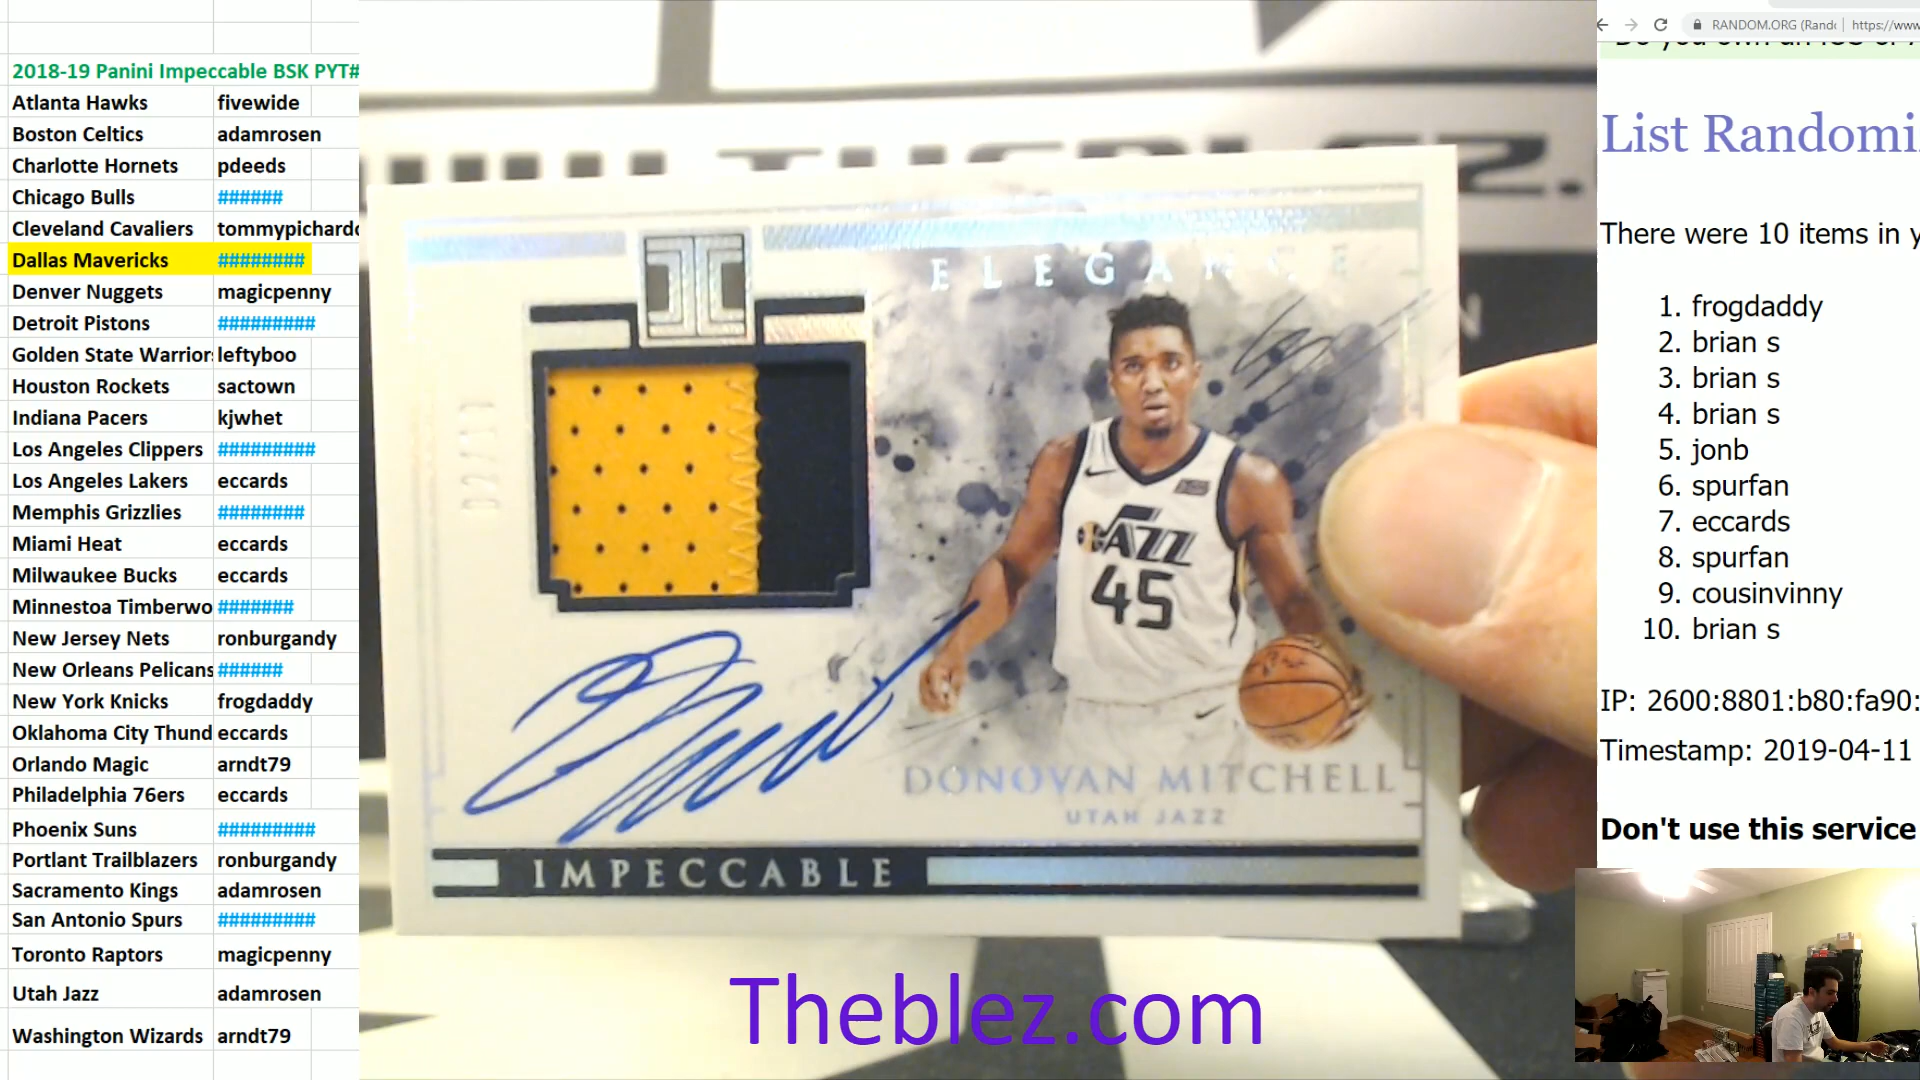 2018-19 Panini Impeccable BSK PYT#
Atlanta Hawks fivewide
Boston Celtics adamrosen
Charlotte Hornets pdeeds
Chicago Bulls ######
Cleveland Cavaliers tommypichardo
Dallas Mavericks ########
Denver Nuggets magicpenny
Detroit Pistons #########
Golden State Warrior leftyboo
Houston Rockets sactown
Indiana Pacers kjwhet
Los Angeles Clippers #########
Los Angeles Lakers eccards
Memphis Grizzlies ########
Miami Heat eccards
Milwaukee Bucks eccards
Minnestoa Timberwo #######
New Jersey Nets ronburgandy
New Orleans Pelicans ######
New York Knicks frogdaddy
Oklahoma City Thund eccards
Orlando Magic arndt79
Philadelphia 76ers eccards
Phoenix Suns #########
Portlant Trailblazers ronburgandy
Sacramento Kings adamrosen
San Antonio Spurs #########
Toronto Raptors magicpenny
Utah Jazz adamrosen
Washington Wizards arndt79
ELEGANCE
JAZZ
45
DONOVAN MITCHELL
UTAH JAZZ
IMPECCABLE
Theblez.com
RANDOM.ORG (Rand https://www
List Randomi
There were 10 items in y
1. frogdaddy
2. brian s
3. brian s
4. brian s
5. jonb
6. spurfan
7. eccards
8. spurfan
9. cousinvinny
10. brian s
IP: 2600:8801:b80:fa90:
Timestamp: 2019-04-11
Don't use this service